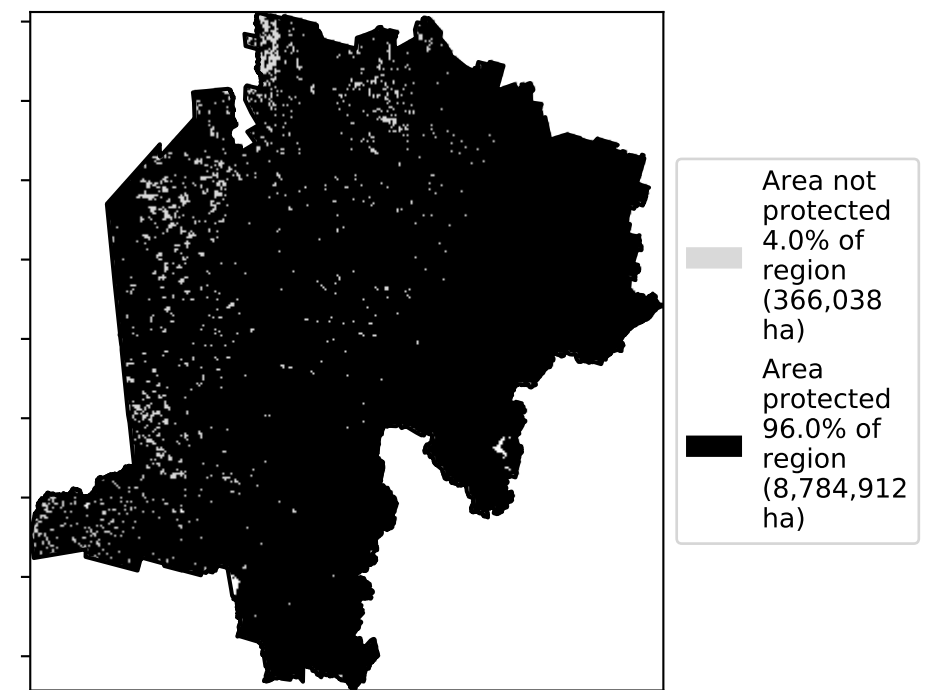 Area not
protected
4.0% of
region
(366,038
ha)
Area
protected
96.0% of
region
(8,784,912
ha)